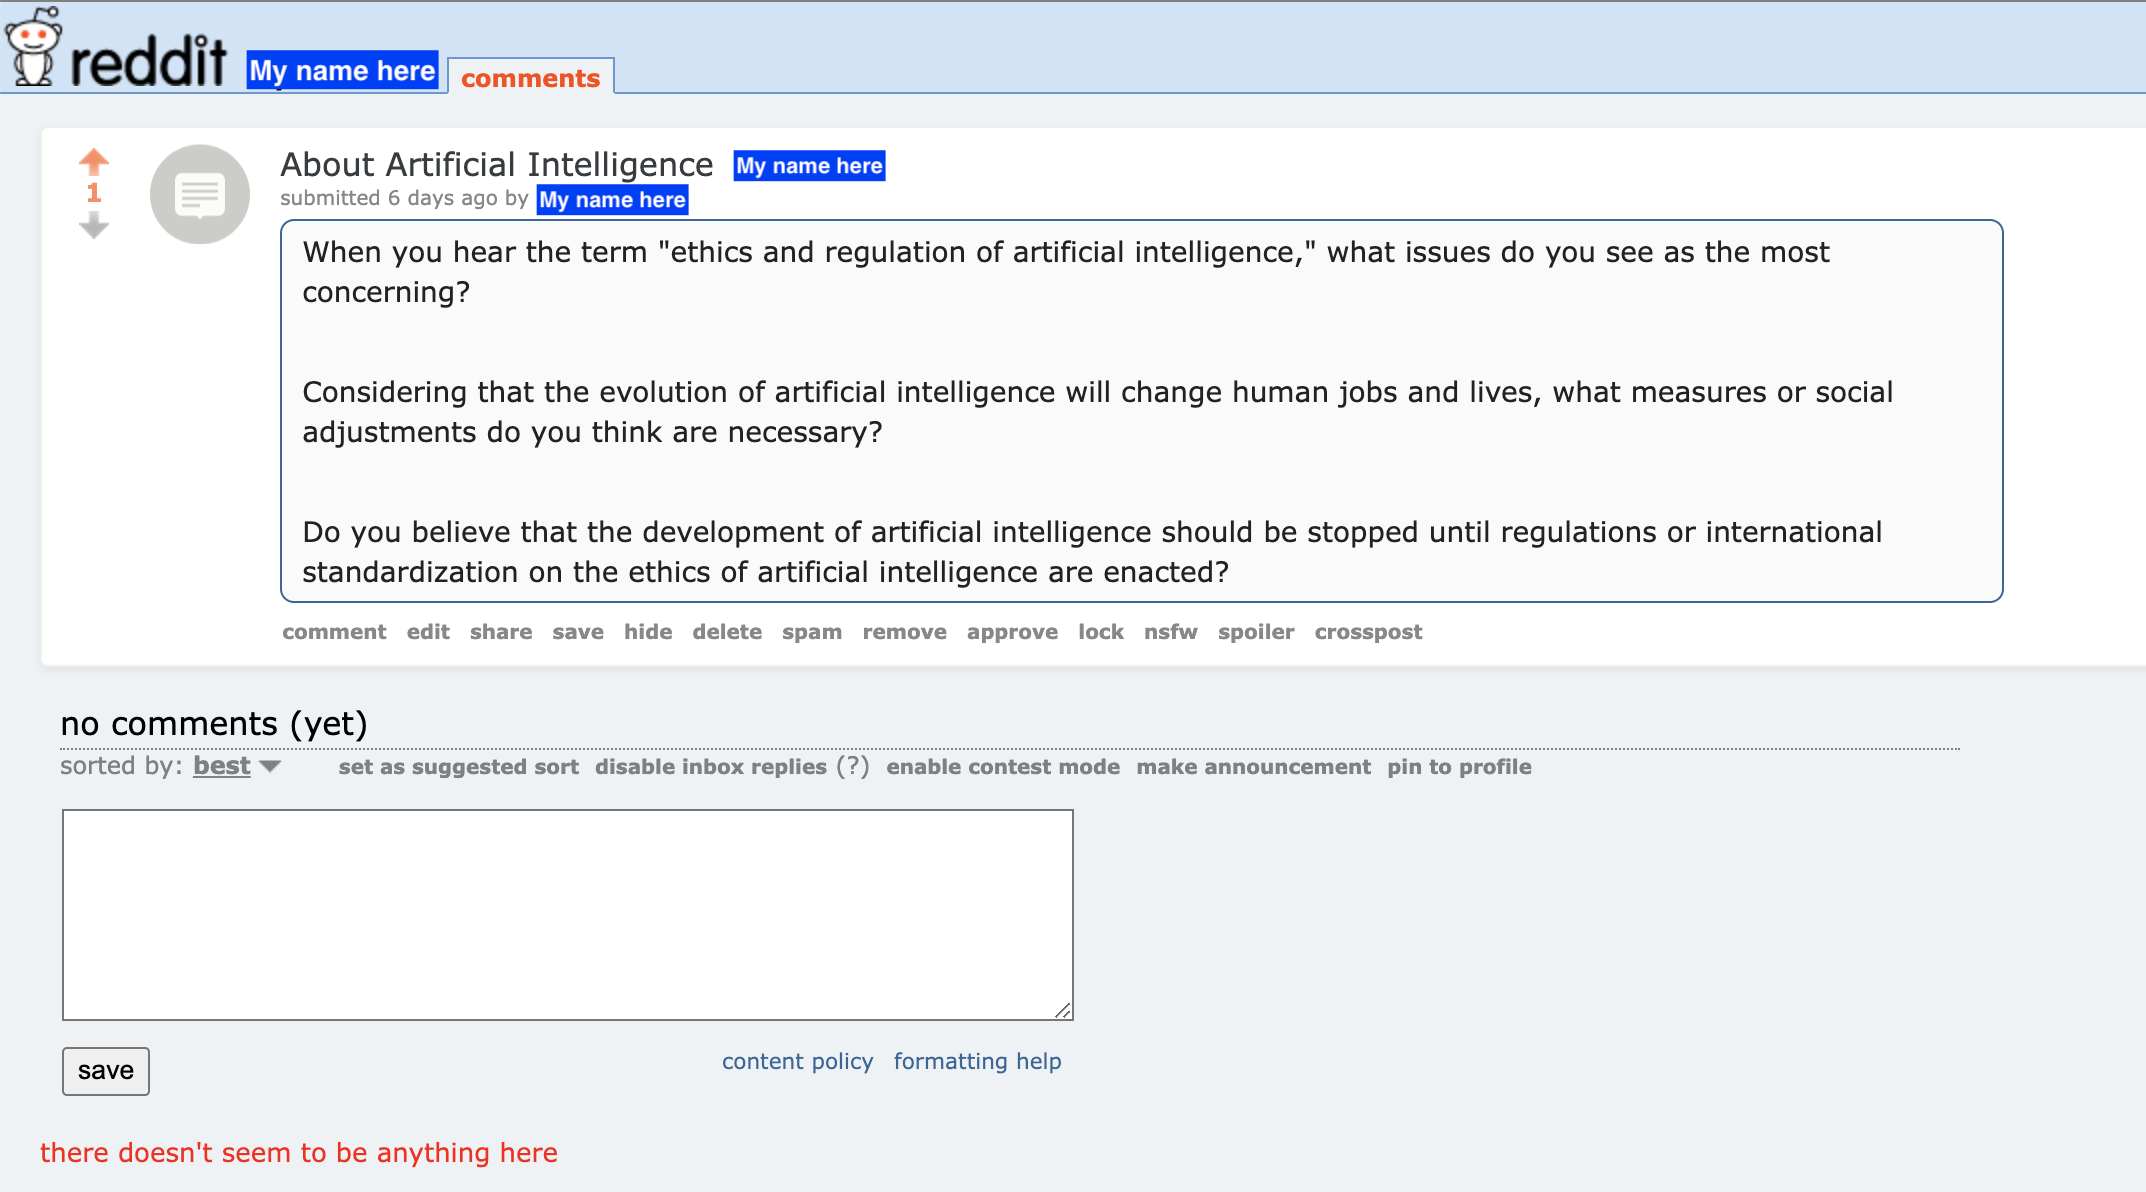 reddit My name here comments
1
About Artificial Intelligence My name here
submitted 6 days ago by My name here
When you hear the term "ethics and regulation of artificial intelligence," what issues do you see as the most
concerning?
Considering that the evolution of artificial intelligence will change human jobs and lives, what measures or social
adjustments do you think are necessary?
Do you believe that the development of artificial intelligence should be stopped until regulations or international
standardization on the ethics of artificial intelligence are enacted?
comment edit share save hide delete spam remove approve lock nsfw spoiler crosspost
no comments (yet)
sorted by: best set as suggested sort disable inbox replies (?) enable contest mode make announcement pin to profile
save content policy formatting help
there doesn't seem to be anything here